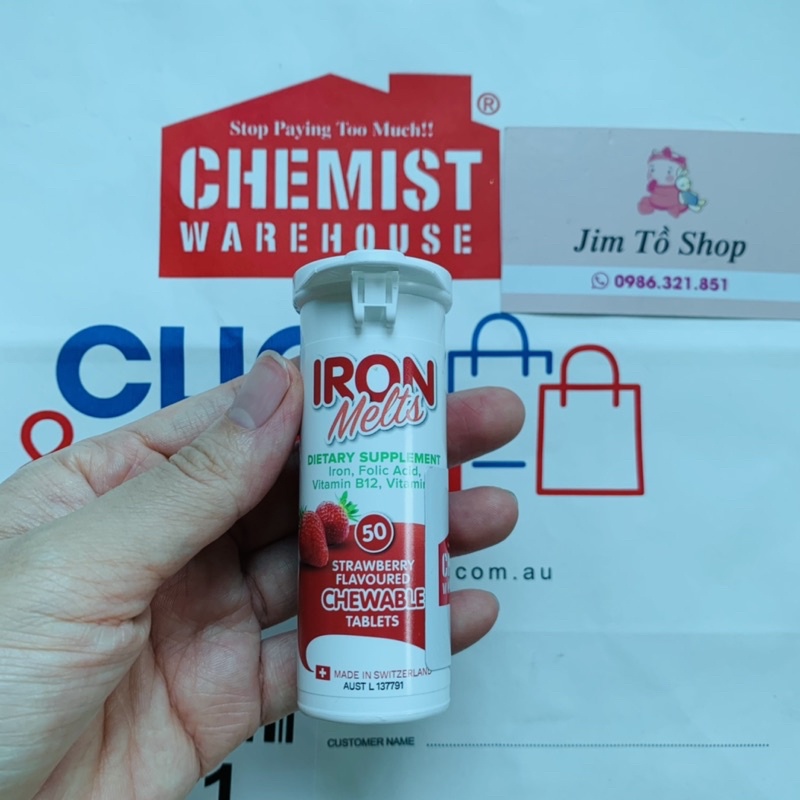 Stop Paying Too Much!!
CHEMIST
WAREHOUSE
®
Jim Tồ Shop
0986.321.851
IRON
Melts
DIETARY SUPPLEMENT
Iron, Folic Acid,
Vitamin B12,
50
STRAWBERRY
FLAVOURED
CHEWABLE
TABLETS
MADE IN SWITZERLAND
AUST L 137791
.com.au
CUSTOMER NAME
1